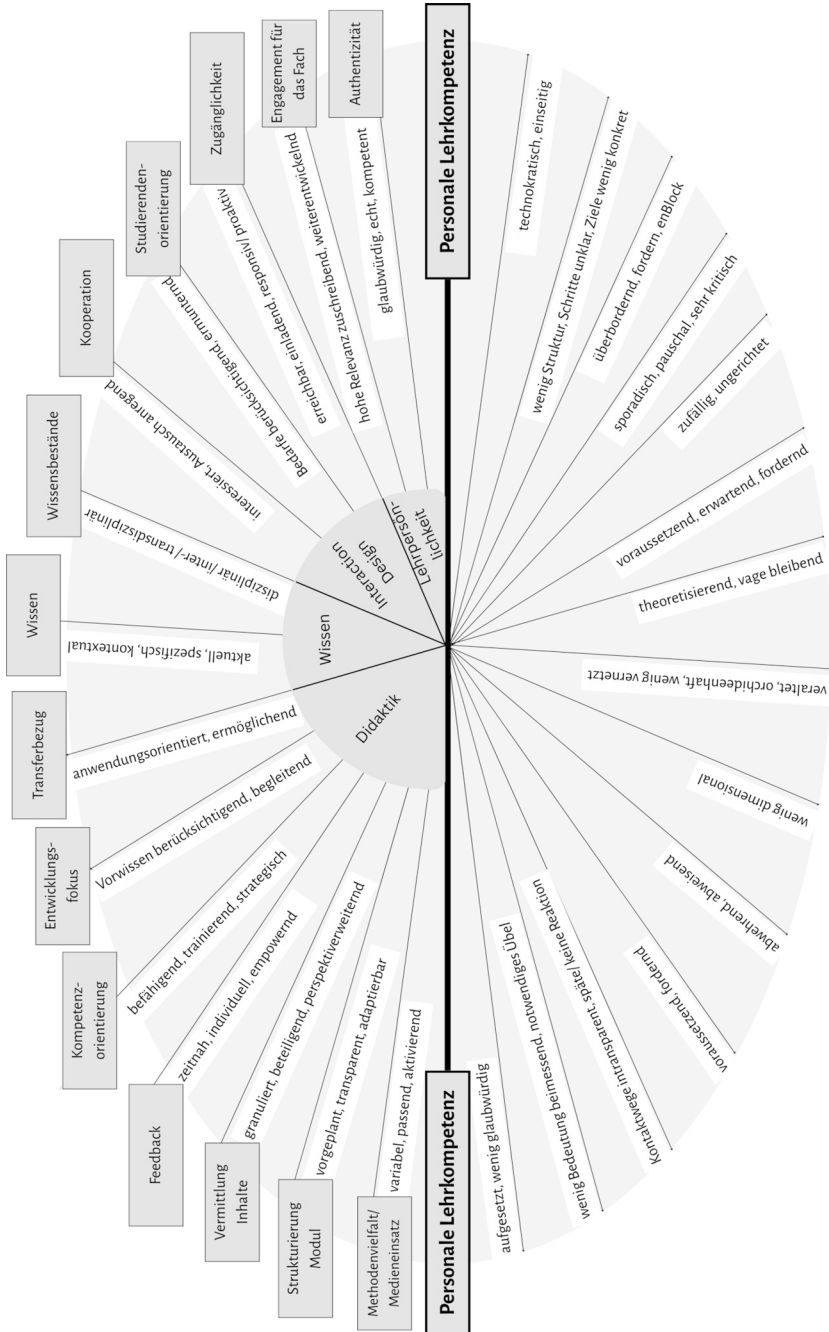 Methodenvielfalt/
Medieneinsatz
variabel, passend, aktivierend
Strukturierung
Modul
vorgeplant, transparent, adaptierbar
Vermittlung
Inhalte
granuliert, beteiligend, perspektiverweiternd
Feedback
zeitnah, individuell, empowernd
Kompetenz-
orientierung
befähigend, trainierend, strategisch
Entwicklungs-
fokus
Vorwissen berücksichtigend, begleitend
Transferbezug
anwendungsorientiert, ermöglichend
Wissen
aktuell, spezifisch, kontextual
Wissensbestände
disziplinär /inter-/ transdisziplinär
Kooperation
interessiert, Austausch anregend
Studierenden-
orientierung
Bedarfe berücksichtigend, ermunternd
Zugänglichkeit
erreichbar, einladend, responsiv/ proaktiv
Engagement für
das Fach
hohe Relevanz zuschreibend, weiterentwickelnd
Authentizität
glaubwürdig, echt, kompetent
Didaktik
Wissen
Interaction
Design
Lehrpersön-
lichkeit
Personale Lehrkompetenz
Personale Lehrkompetenz
aufgesetzt, wenig glaubwürdig
wenig Bedeutung beimessend, notwendiges Übel
Kontaktwege intransparent, späte/ keine Reaktion
voraussetzend, fordernd
abwehrend, abweisend
wenig dimensional
veraltet, orchideenhaft, wenig vernetzt
theoretisierend, vage bleibend
voraussetzend, erwartend, fordernd
zufällig, ungerichtet
sporadisch, pauschal, sehr kritisch
überbordernd, fordern, enBlock
wenig Struktur, Schritte unklar, Ziele wenig konkret
technokratisch, einseitig